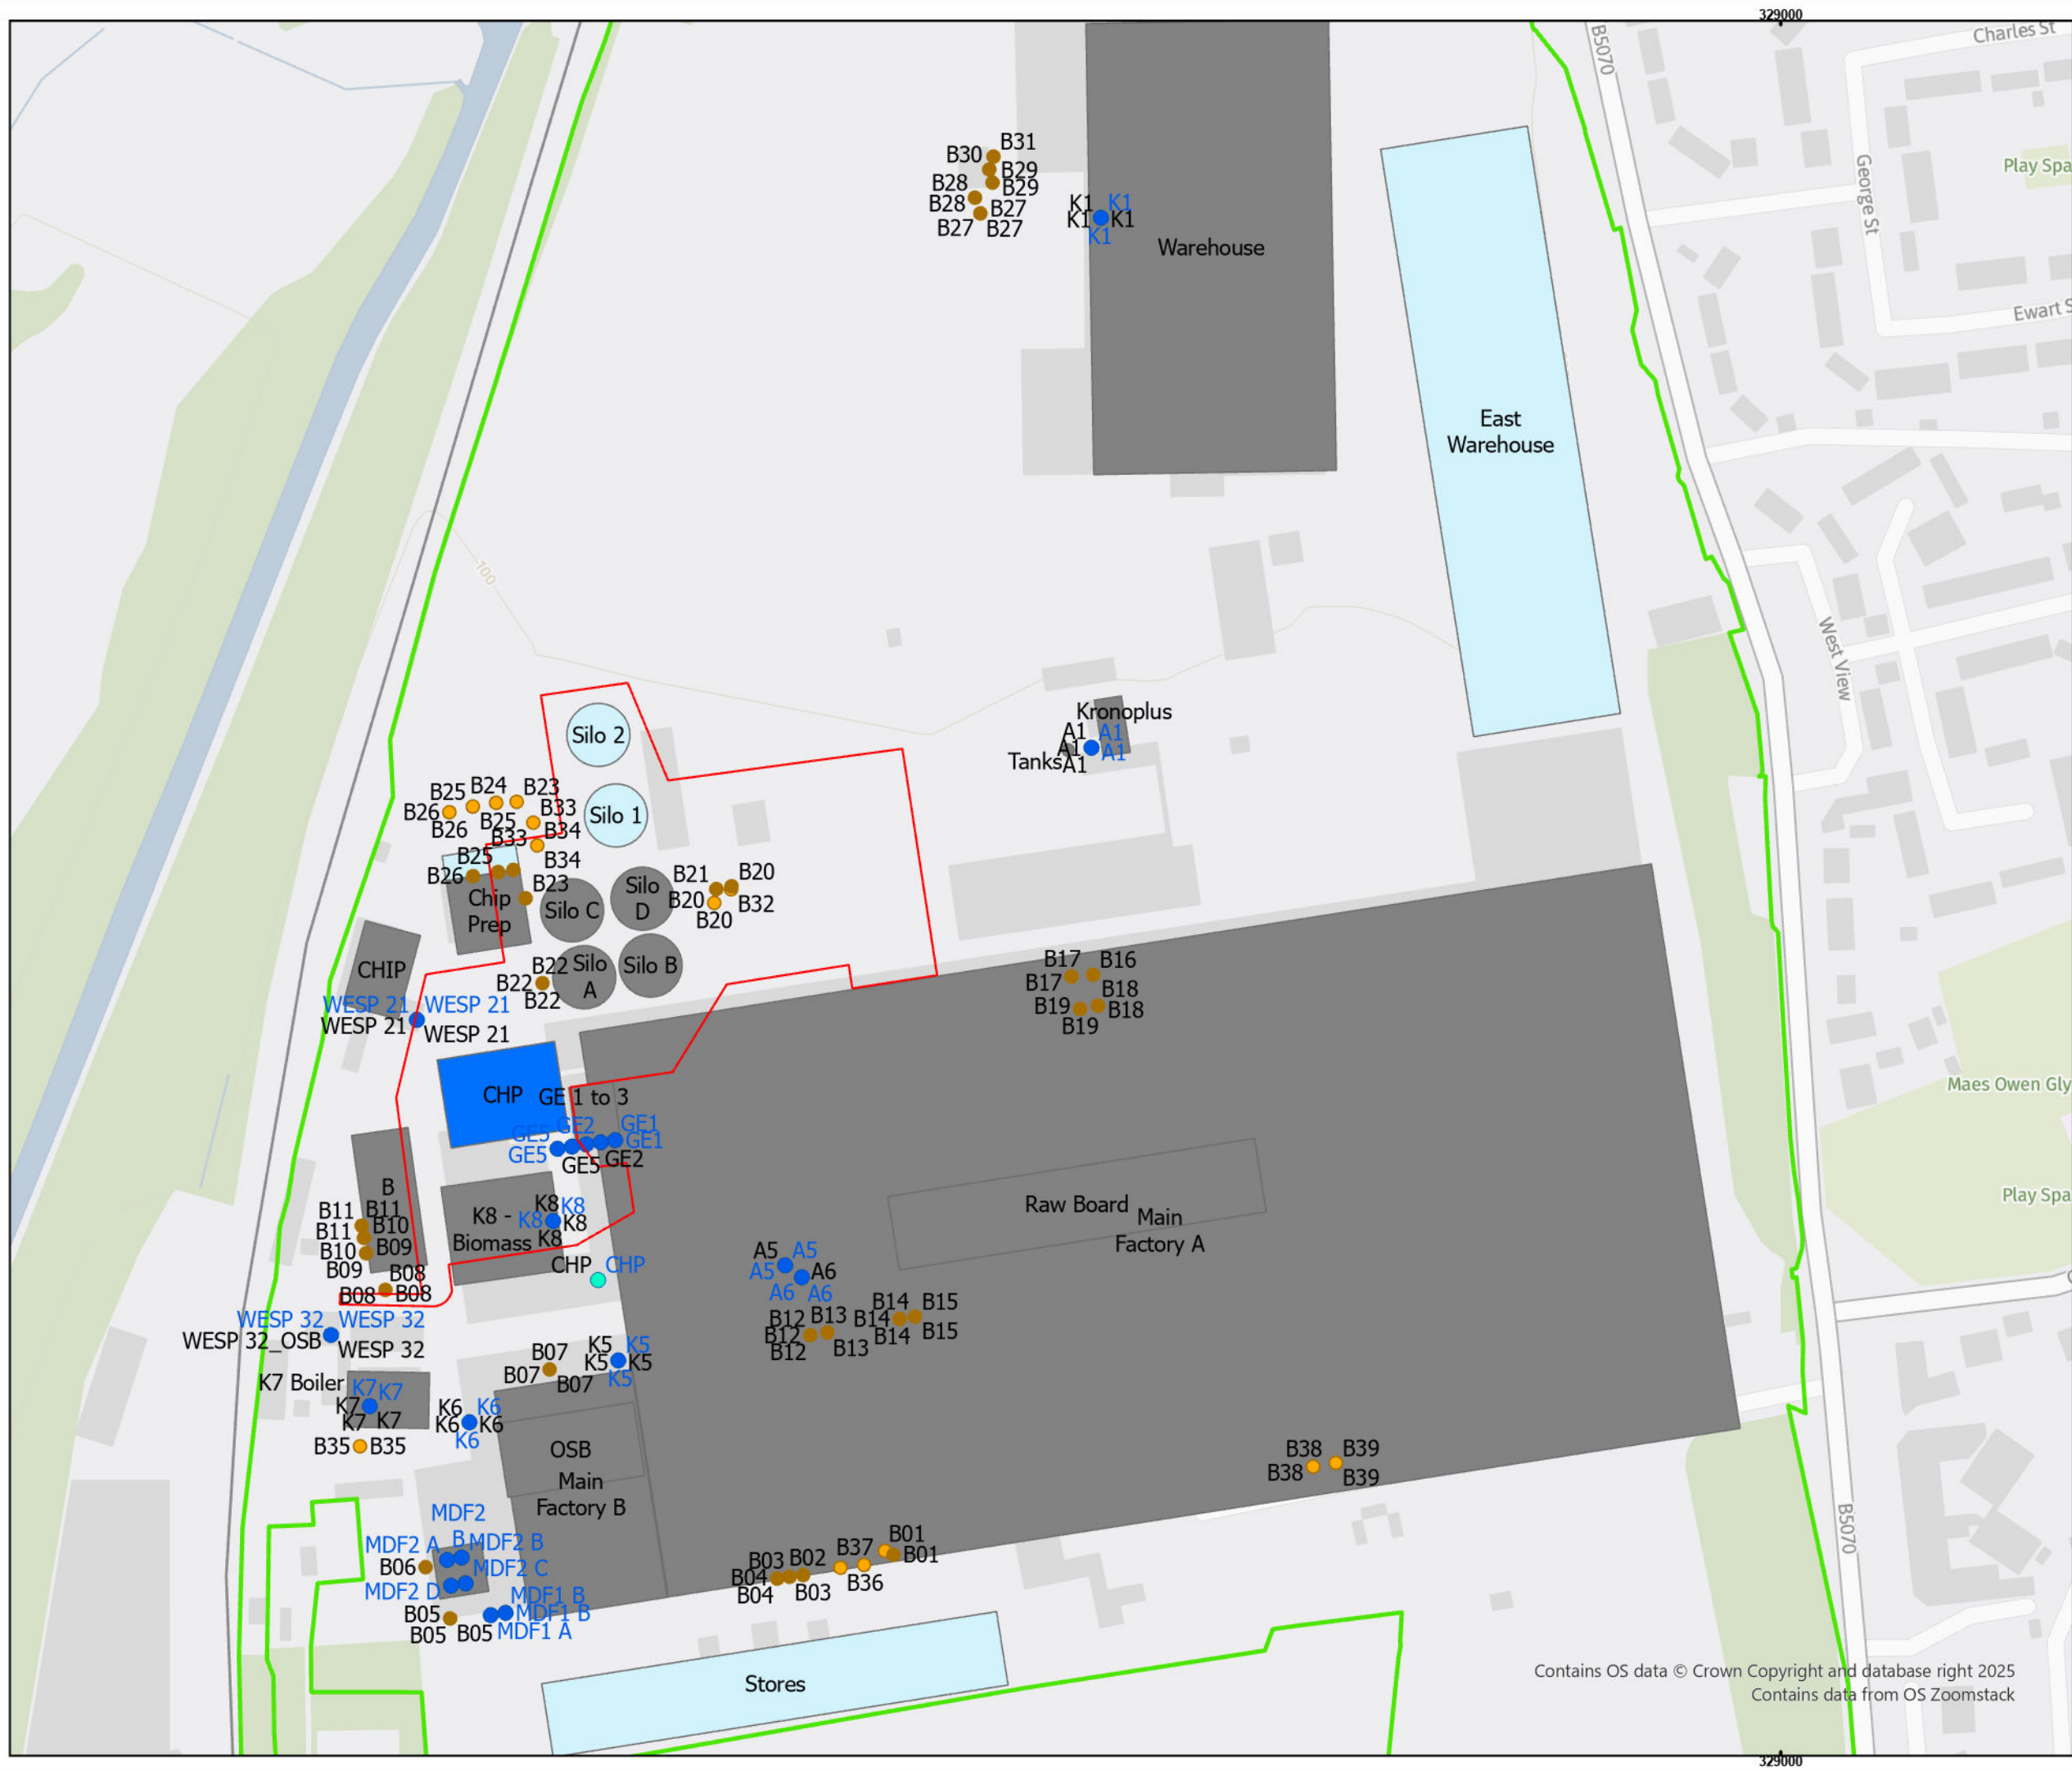 329000
B5070
Charles St
George St
Play Spa
Ewart S
B31
B30
B29
B28
B29
B28
B27
B27
B27
K1
K1
K1
K1
K1
Warehouse
East
Warehouse
West View
100
Silo 2
Kronoplus
A1
A1
A1
A1
Tanks
A1
Silo 1
B25
B24
B23
B26
B33
B26
B25
B34
B33
B25
B34
B26
B23
Chip
Prep
Silo C
Silo
D
B21
B20
B20
B32
B20
CHIP
B22
Silo
A
Silo B
B22
B22
B17
B16
B17
B18
B19
B18
B19
WESP 21
WESP 21
WESP 21
WESP 21
Maes Owen Gly
CHP
GE 1 to 3
GE5
GE2
GE1
GE1
GE5
GE5
GE2
B
B11
B11
B11
B10
B10
B09
B09
K8 -
Biomass
K8
K8
K8
K8
K8
Raw Board
Main
Factory A
Play Spa
CHP
CHP
A5
A5
A5
A6
A6
A6
B08
B08
B08
WESP 32
WESP 32
WESP 32_OSB
WESP 32
B12
B13
B14
B15
B12
B14
B15
B12
B13
B14
B07
B07
B07
K5
K5
K5
K5
K5
K7 Boiler
K7
K7
K7
K7
K7
K6
K6
K6
K6
K6
B35
B35
OSB
Main
Factory B
B38
B39
B38
B39
MDF2
B
MDF2 A
MDF2 B
B06
MDF2 C
MDF2 D
MDF1 B
MDF1 B
MDF1 A
B05
B05
B05
B03
B02
B37
B01
B01
B04
B04
B03
B36
B5070
Stores
Contains OS data © Crown Copyright and database right 2025
Contains data from OS Zoomstack
329000